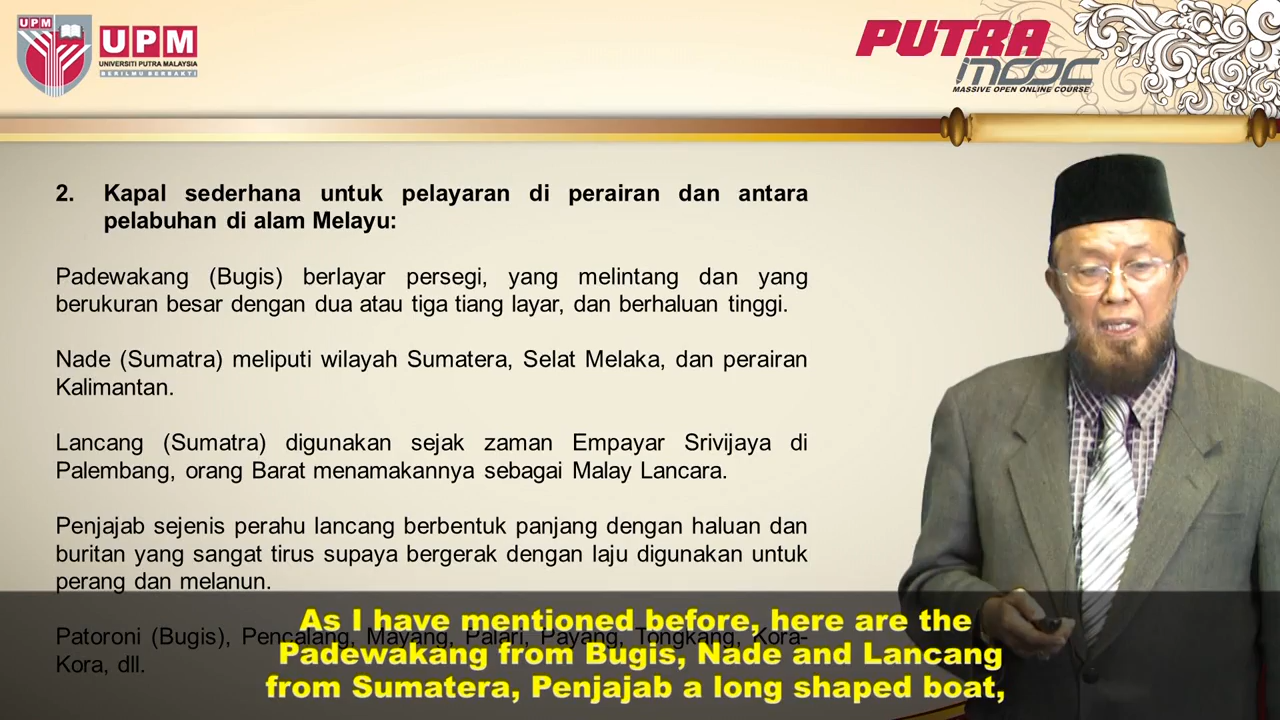 UPM
UPM
UNIVERSITI PUTRA MALAYSIA
BERILMU BERBAKTI
PUTRA
MOOC
MASSIVE OPEN ONLINE COURSE
2. Kapal sederhana untuk pelayaran di perairan dan antara
pelabuhan di alam Melayu:
Padewakang (Bugis) berlayar persegi, yang melintang dan yang
berukuran besar dengan dua atau tiga tiang layar, dan berhaluan tinggi.
Nade (Sumatra) meliputi wilayah Sumatera, Selat Melaka, dan perairan
Kalimantan.
Lancang (Sumatra) digunakan sejak zaman Empayar Srivijaya di
Palembang, orang Barat menamakannya sebagai Malay Lancara.
Penjajab sejenis perahu lancang berbentuk panjang dengan haluan dan
buritan yang sangat tirus supaya bergerak dengan laju digunakan untuk
perang dan melanun.
Patoroni (Bugis), Pencalang, Mayang, Palari, Payang, Tongkang, Kora-
Kora, dll.
As I have mentioned before, here are the
Padewakang from Bugis, Nade and Lancang
from Sumatera, Penjajab a long shaped boat,